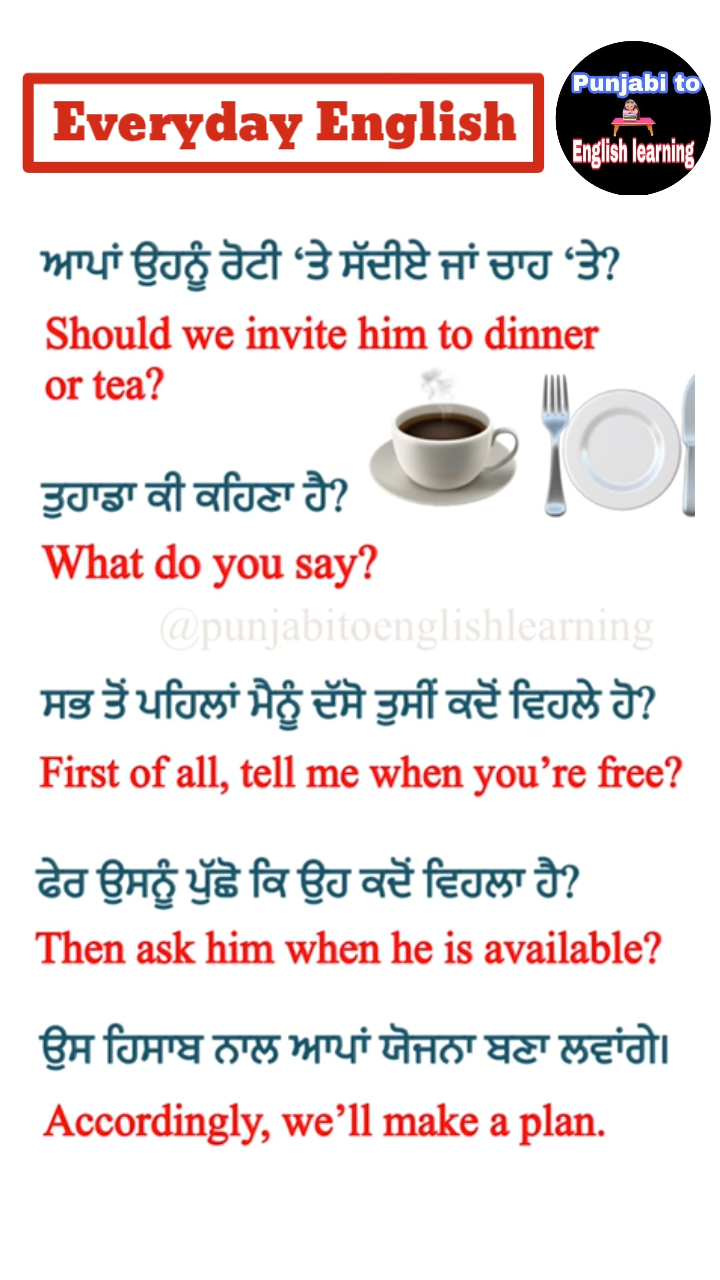 Everyday English
Punjabi to
English learning
ਆਪਾਂ ਉਹਨੂੰ ਰੋਟੀ ‘ਤੇ ਸੱਦੀਏ ਜਾਂ ਚਾਹ ‘ਤੇ?
Should we invite him to dinner
or tea?
ਤੁਹਾਡਾ ਕੀ ਕਹਿਣਾ ਹੈ?
What do you say?
@punjabitoenglishlearning
ਸਭ ਤੋਂ ਪਹਿਲਾਂ ਮੈਨੂੰ ਦੱਸੋ ਤੁਸੀਂ ਕਦੋਂ ਵਿਹਲੇ ਹੋ?
First of all, tell me when you’re free?
ਫੇਰ ਉਸਨੂੰ ਪੁੱਛੋ ਕਿ ਉਹ ਕਦੋਂ ਵਿਹਲਾ ਹੈ?
Then ask him when he is available?
ਉਸ ਹਿਸਾਬ ਨਾਲ ਆਪਾਂ ਯੋਜਨਾ ਬਣਾ ਲਵਾਂਗੇ।
Accordingly, we’ll make a plan.